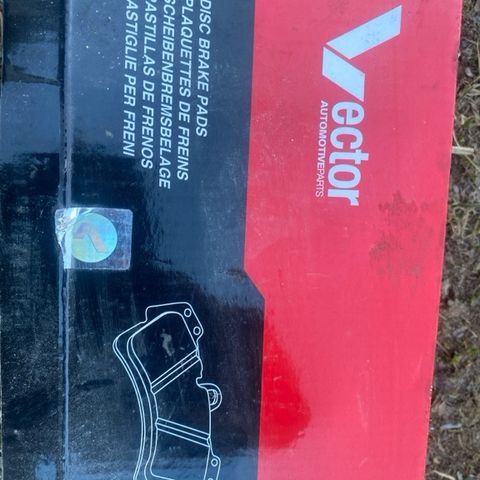 Vector
AUTOMOTIVEPARTS
DISC BRAKE PADS
PLAQUETTES DE FREINS
SCHEIBENBREMSBELAGE
PASTILLAS DE FRENOS
PASTIGLIE PER FRENI